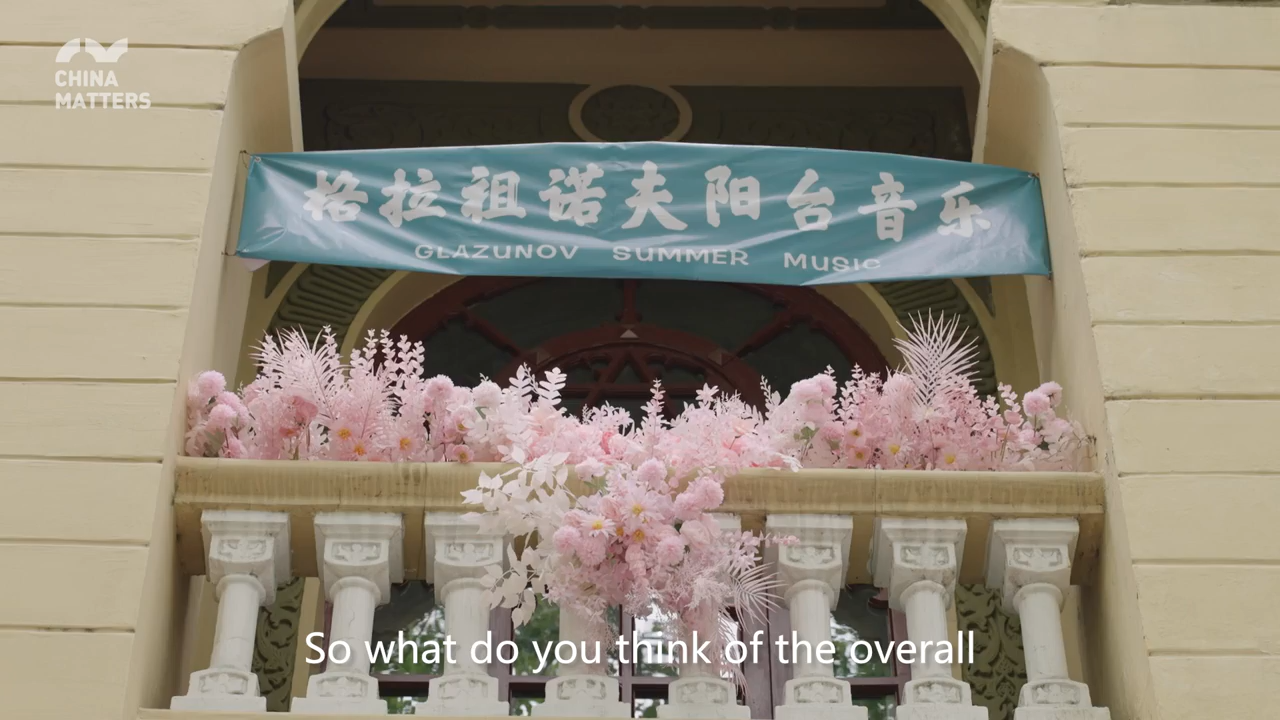 CHINA
MATTERS
格拉祖诺夫阳台音乐
GLAZUNOV SUMMER MUSIC
So what do you think of the overall